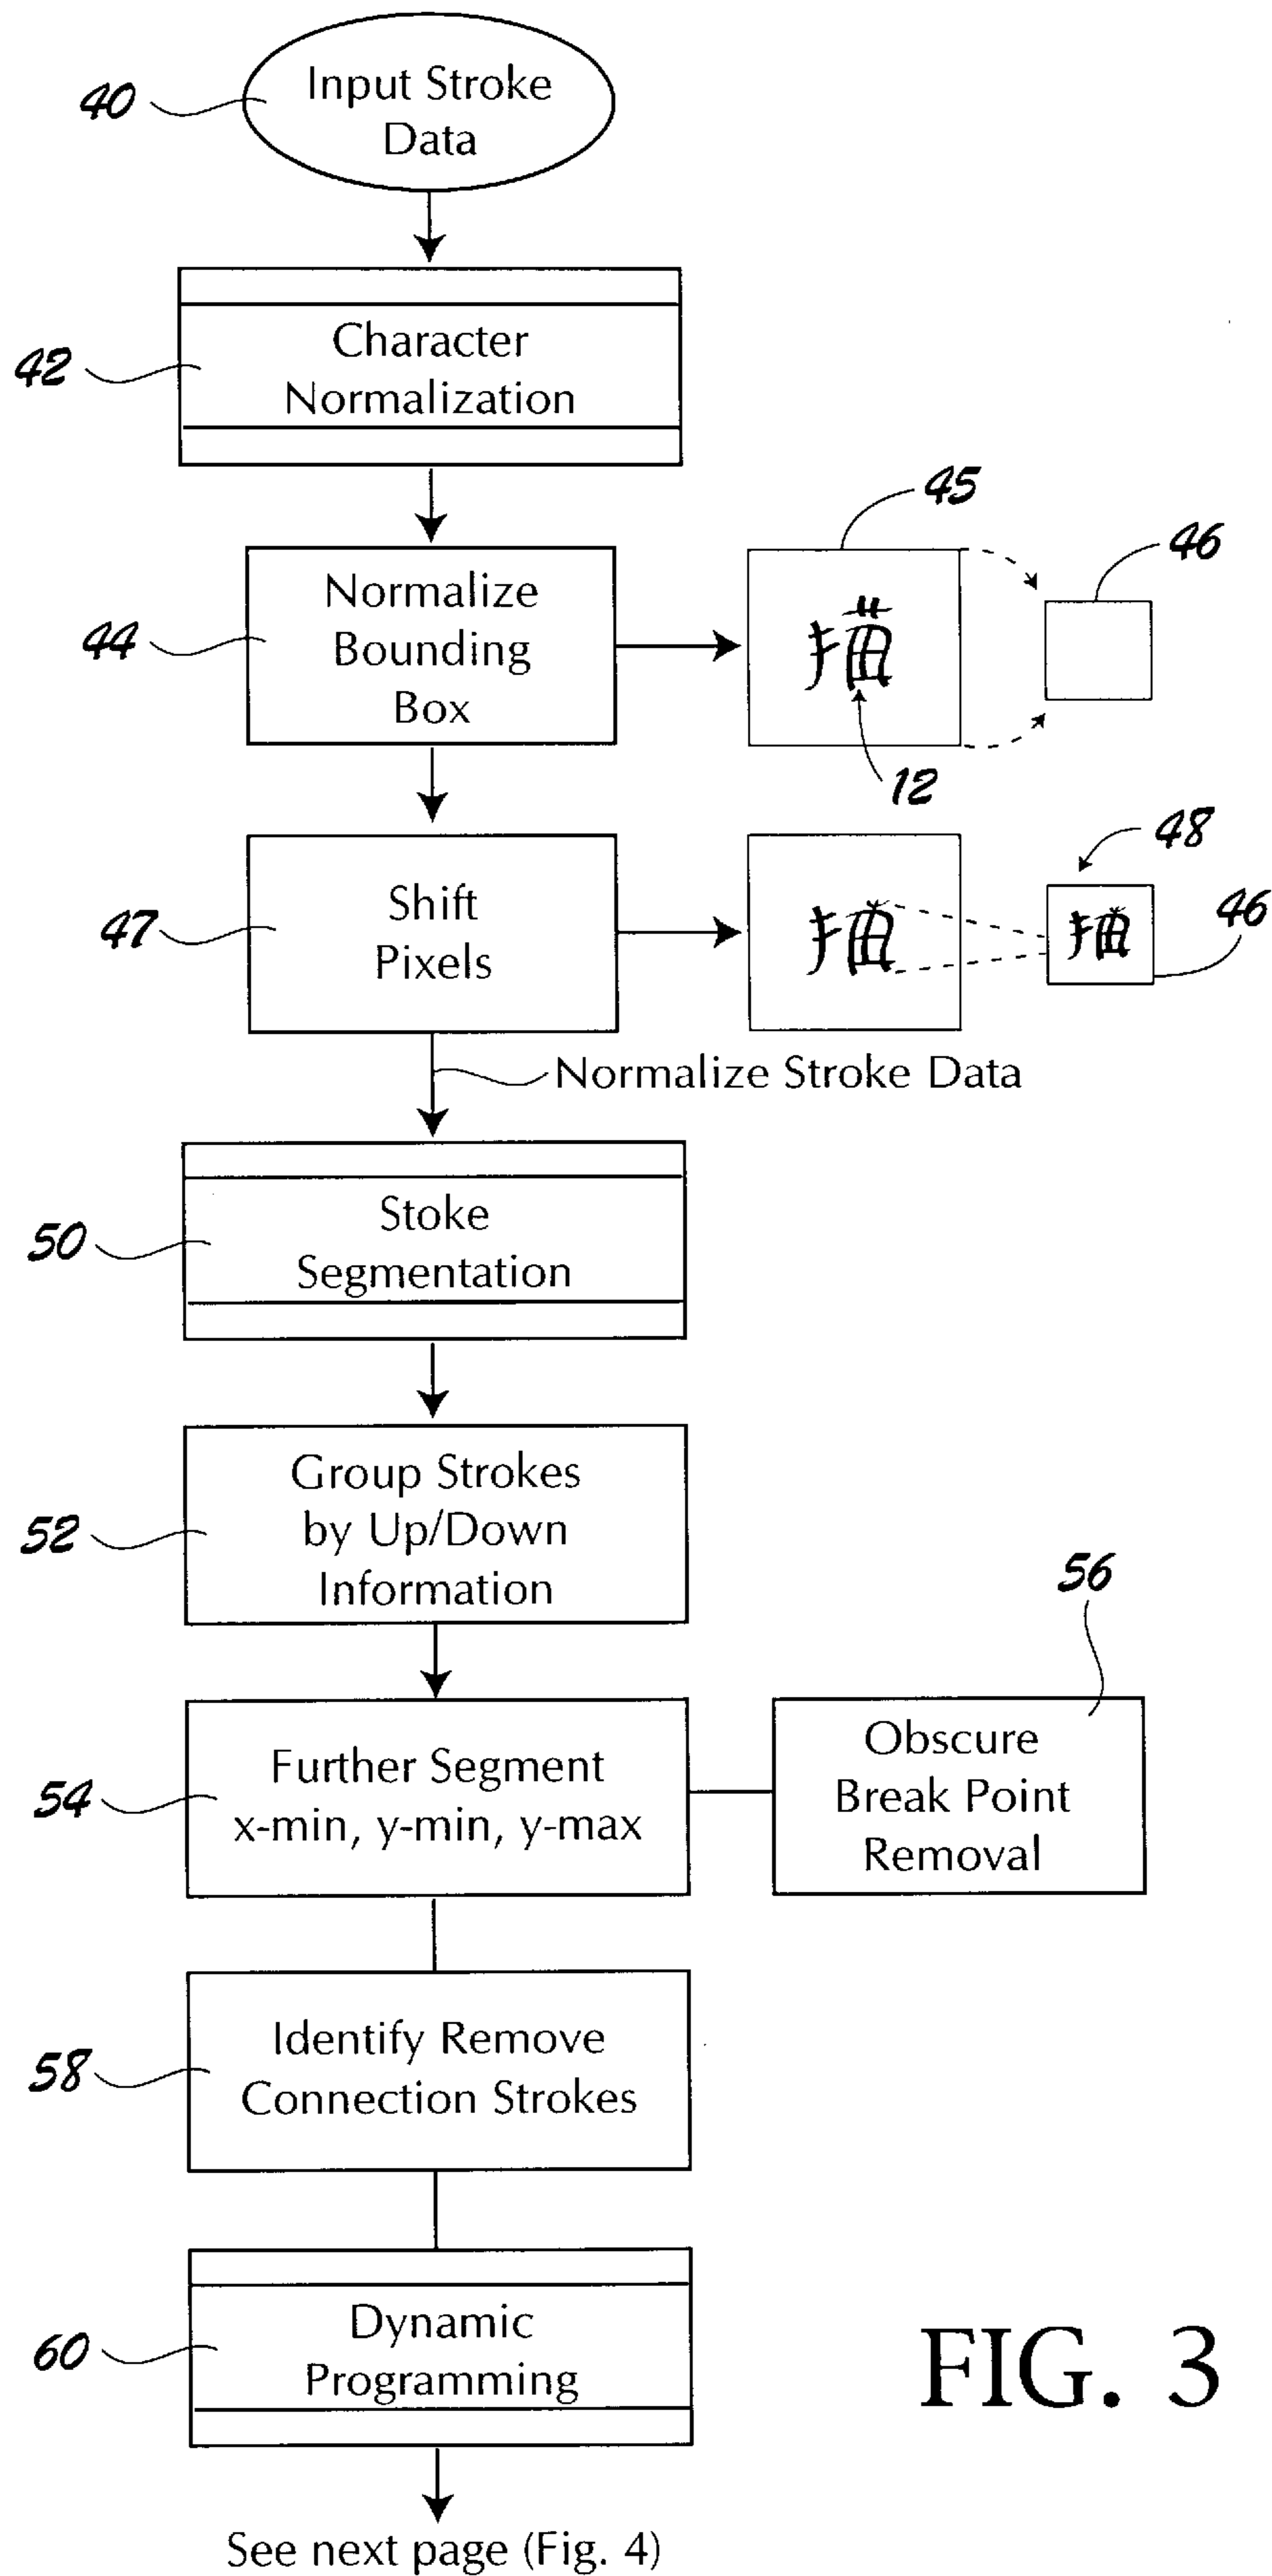 40
Input Stroke
Data
42
Character
Normalization
45
46
44
Normalize
Bounding
Box
描
12
48
47
Shift
Pixels
描
描
46
Normalize Stroke Data
50
Stoke
Segmentation
52
Group Strokes
by Up/Down
Information
56
54
Further Segment
x-min, y-min, y-max
Obscure
Break Point
Removal
58
Identify Remove
Connection Strokes
60
Dynamic
Programming
FIG. 3
See next page (Fig. 4)